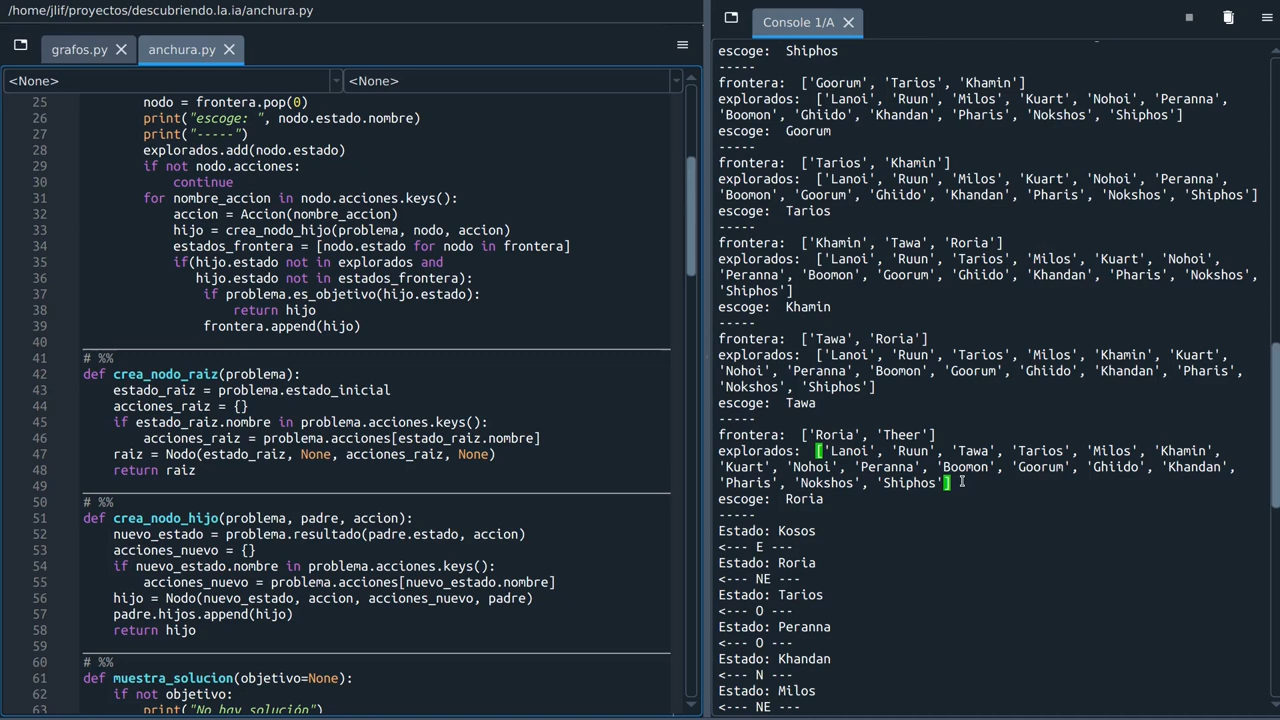 /home/jlif/proyectos/descubriendo.la.ia/anchura.py
grafos.py
anchura.py
<None>
<None>
25 nodo = frontera.pop(0)
26 print("escoge: ", nodo.estado.nombre)
27 print("-----")
28 explorados.add(nodo.estado)
29 if not nodo.acciones:
30 continue
31 for nombre_accion in nodo.acciones.keys():
32 accion = Accion(nombre_accion)
33 hijo = crea_nodo_hijo(problema, nodo, accion)
34 estados_frontera = [nodo.estado for nodo in frontera]
35 if(hijo.estado not in explorados and
36 hijo.estado not in estados_frontera):
37 if problema.es_objetivo(hijo.estado):
38 return hijo
39 frontera.append(hijo)
40
41 # %%
42 def crea_nodo_raiz(problema):
43 estado_raiz = problema.estado_inicial
44 acciones_raiz = {}
45 if estado_raiz.nombre in problema.acciones.keys():
46 acciones_raiz = problema.acciones[estado_raiz.nombre]
47 raiz = Nodo(estado_raiz, None, acciones_raiz, None)
48 return raiz
49
50 # %%
51 def crea_nodo_hijo(problema, padre, accion):
52 nuevo_estado = problema.resultado(padre.estado, accion)
53 acciones_nuevo = {}
54 if nuevo_estado.nombre in problema.acciones.keys():
55 acciones_nuevo = problema.acciones[nuevo_estado.nombre]
56 hijo = Nodo(nuevo_estado, accion, acciones_nuevo, padre)
57 padre.hijos.append(hijo)
58 return hijo
59
60 # %%
61 def muestra_solucion(objetivo=None):
62 if not objetivo:
63 print("No hay solución")
Console 1/A
escoge: Shiphos
-----
frontera: ['Goorum', 'Tarios', 'Khamin']
explorados: ['Lanoi', 'Ruun', 'Milos', 'Kuart', 'Nohoi', 'Peranna',
'Boomon', 'Ghiido', 'Khandan', 'Pharis', 'Nokshos', 'Shiphos']
escoge: Goorum
-----
frontera: ['Tarios', 'Khamin']
explorados: ['Lanoi', 'Ruun', 'Milos', 'Kuart', 'Nohoi', 'Peranna',
'Boomon', 'Goorum', 'Ghiido', 'Khandan', 'Pharis', 'Nokshos', 'Shiphos']
escoge: Tarios
-----
frontera: ['Khamin', 'Tawa', 'Roria']
explorados: ['Lanoi', 'Ruun', 'Tarios', 'Milos', 'Kuart', 'Nohoi',
'Peranna', 'Boomon', 'Goorum', 'Ghiido', 'Khandan', 'Pharis', 'Nokshos',
'Shiphos']
escoge: Khamin
-----
frontera: ['Tawa', 'Roria']
explorados: ['Lanoi', 'Ruun', 'Tarios', 'Milos', 'Khamin', 'Kuart',
'Nohoi', 'Peranna', 'Boomon', 'Goorum', 'Ghiido', 'Khandan', 'Pharis',
'Nokshos', 'Shiphos']
escoge: Tawa
-----
frontera: ['Roria', 'Theer']
explorados: ['Lanoi', 'Ruun', 'Tawa', 'Tarios', 'Milos', 'Khamin',
'Kuart', 'Nohoi', 'Peranna', 'Boomon', 'Goorum', 'Ghiido', 'Khandan',
'Pharis', 'Nokshos', 'Shiphos']
escoge: Roria
-----
Estado: Kosos
<--- E ---
Estado: Roria
<--- NE ---
Estado: Tarios
<--- O ---
Estado: Peranna
<--- O ---
Estado: Khandan
<--- N ---
Estado: Milos
<--- NE ---